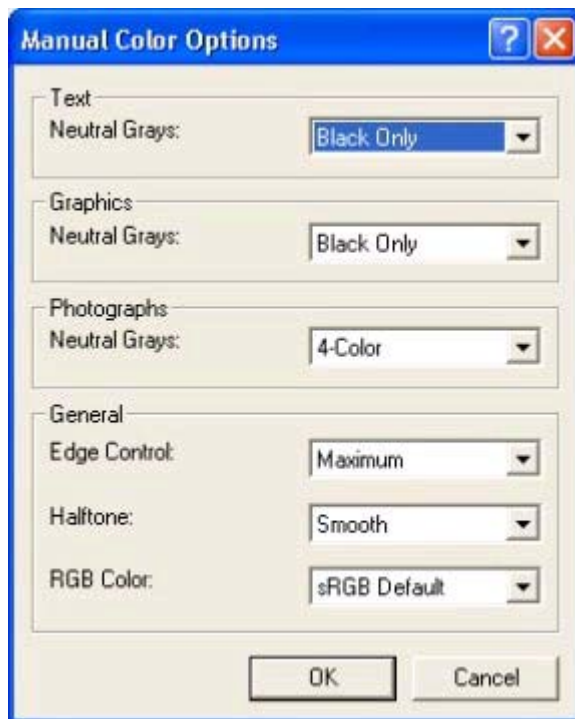 Manual Color Options
Text
Neutral Grays: Black Only
Graphics
Neutral Grays: Black Only
Photographs
Neutral Grays: 4-Color
General
Edge Control: Maximum
Halftone: Smooth
RGB Color: sRGB Default
OK Cancel